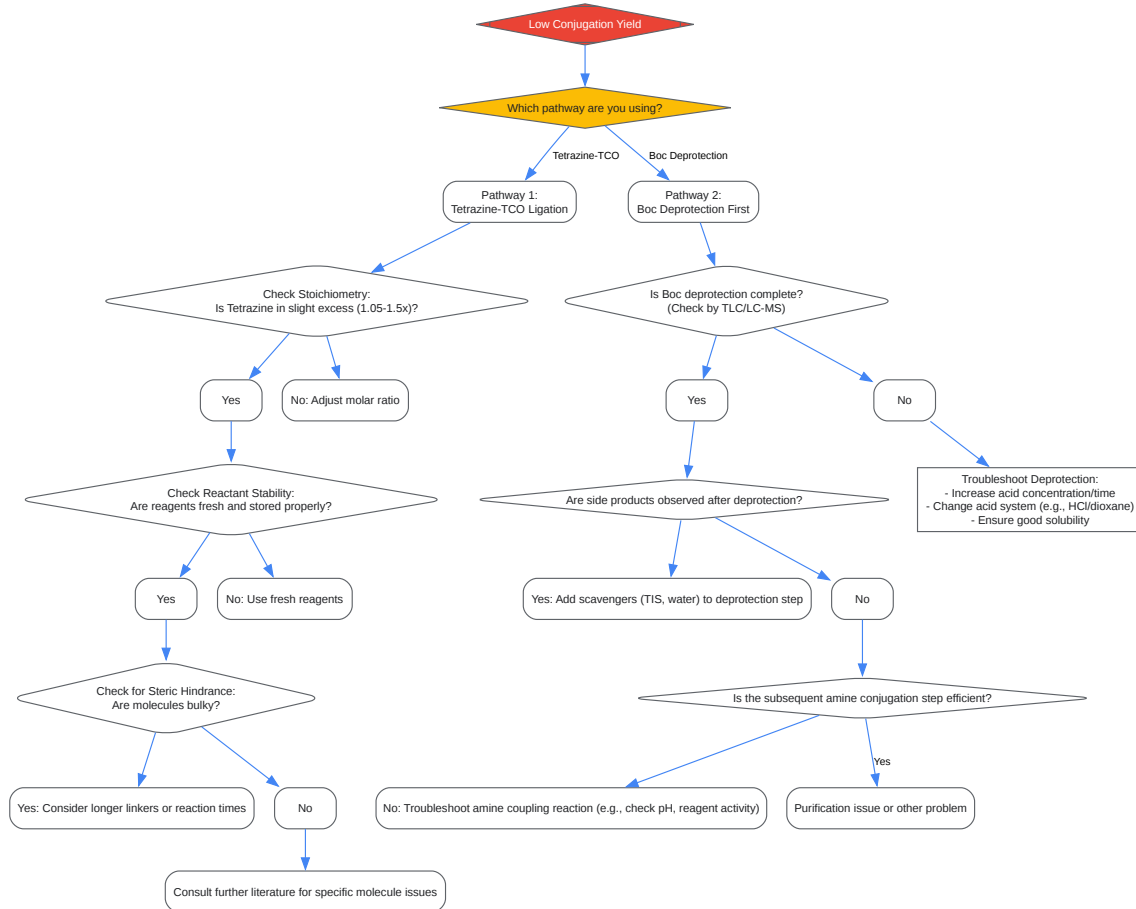 Low Conjugation Yield
Which pathway are you using?
Tetrazine-TCO
Boc Deprotection
Pathway 1:
Tetrazine-TCO Ligation
Pathway 2:
Boc Deprotection First
Check Stoichiometry:
Is Tetrazine in slight excess (1.05-1.5x)?
Is Boc deprotection complete?
(Check by TLC/LC-MS)
Yes
No: Adjust molar ratio
Yes
No
Check Reactant Stability:
Are reagents fresh and stored properly?
Are side products observed after deprotection?
Troubleshoot Deprotection:
- Increase acid concentration/time
- Change acid system (e.g., HCl/dioxane)
- Ensure good solubility
Yes
No: Use fresh reagents
Yes: Add scavengers (TIS, water) to deprotection step
No
Check for Steric Hindrance:
Are molecules bulky?
Is the subsequent amine conjugation step efficient?
Yes
Yes: Consider longer linkers or reaction times
No
No: Troubleshoot amine coupling reaction (e.g., check pH, reagent activity)
Purification issue or other problem
Consult further literature for specific molecule issues